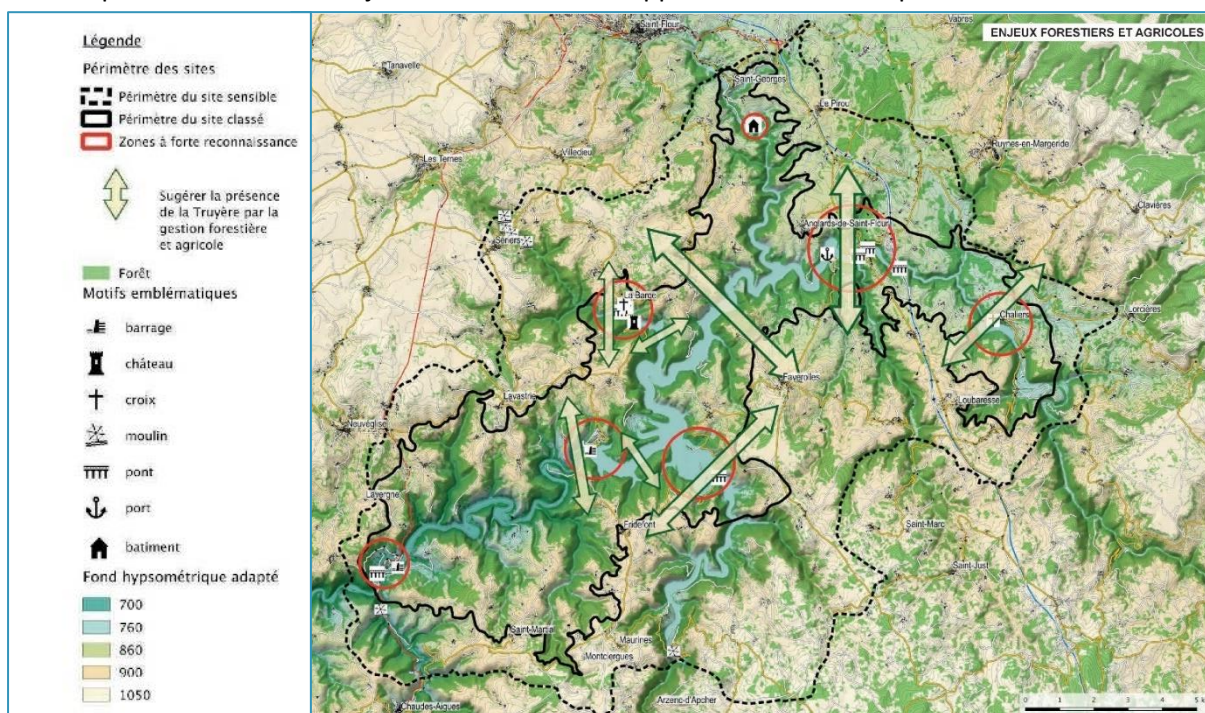 Légende
Périmètre des sites
Périmètre du site sensible
Périmètre du site classé
Zones à forte reconnaissance
Sugérer la présence
de la Truyère par la
gestion forestière
et agricole
Forêt
Motifs emblématiques
barrage
château
croix
moulin
pont
port
batiment
Fond hypsométrique adapté
700
760
860
900
1050
ENJEUX FORESTIERS ET AGRICOLES
Saint-Flour
Vabres
Tanavelle
Saint-Georges
Le Pirou
Villedieu
Les Ternes
Ruynes-en-Margeride
Clavières
Anglards-de-Saint-Flour
Sériers
La Barge
Chaliers
Lorcières
Faverolles
Loubaresse
Lavastrie
Neuvéglise
Lavergne
Fridefont
Saint-Marc
Saint-Just
Saint-Martial
Maurines
Montclergues
Arzenc-d'Apcher
Chaudes-Aigues
0 1 2 3 4